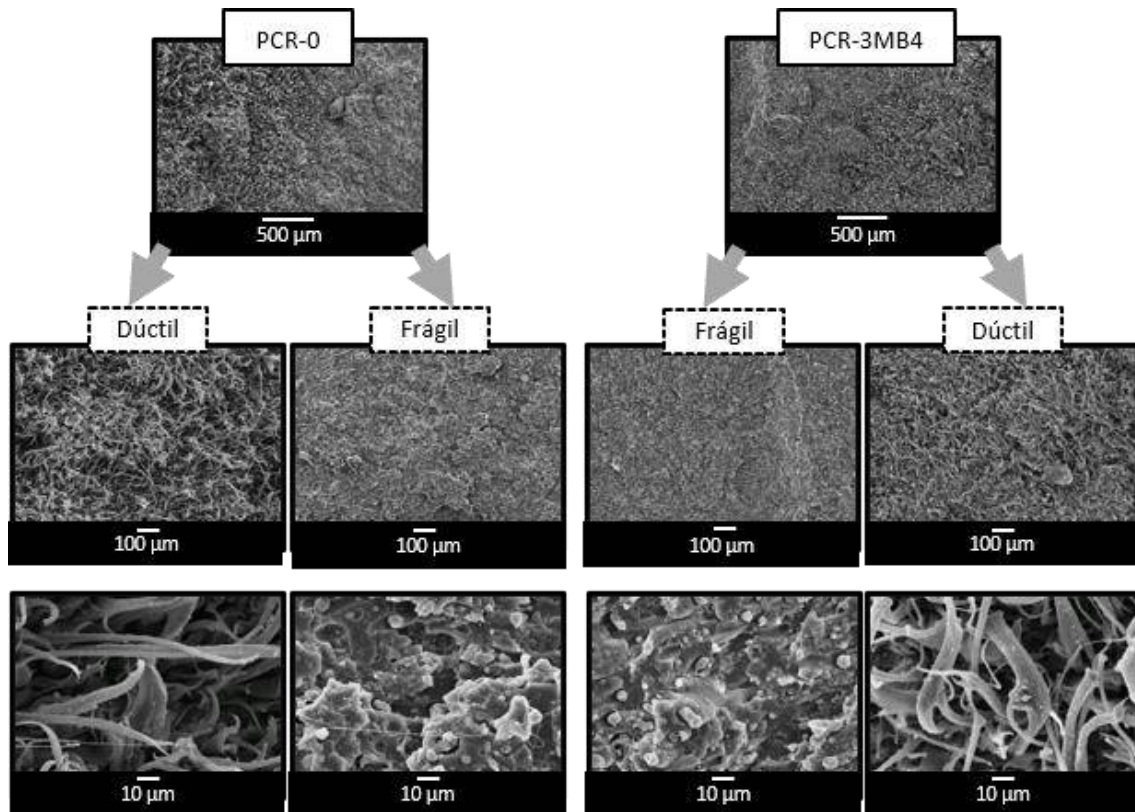 PCR-0
PCR-3MB4
500 µm
500 µm
Dúctil
Frágil
Frágil
Dúctil
100 µm
100 µm
100 µm
100 µm
10 µm
10 µm
10 µm
10 µm